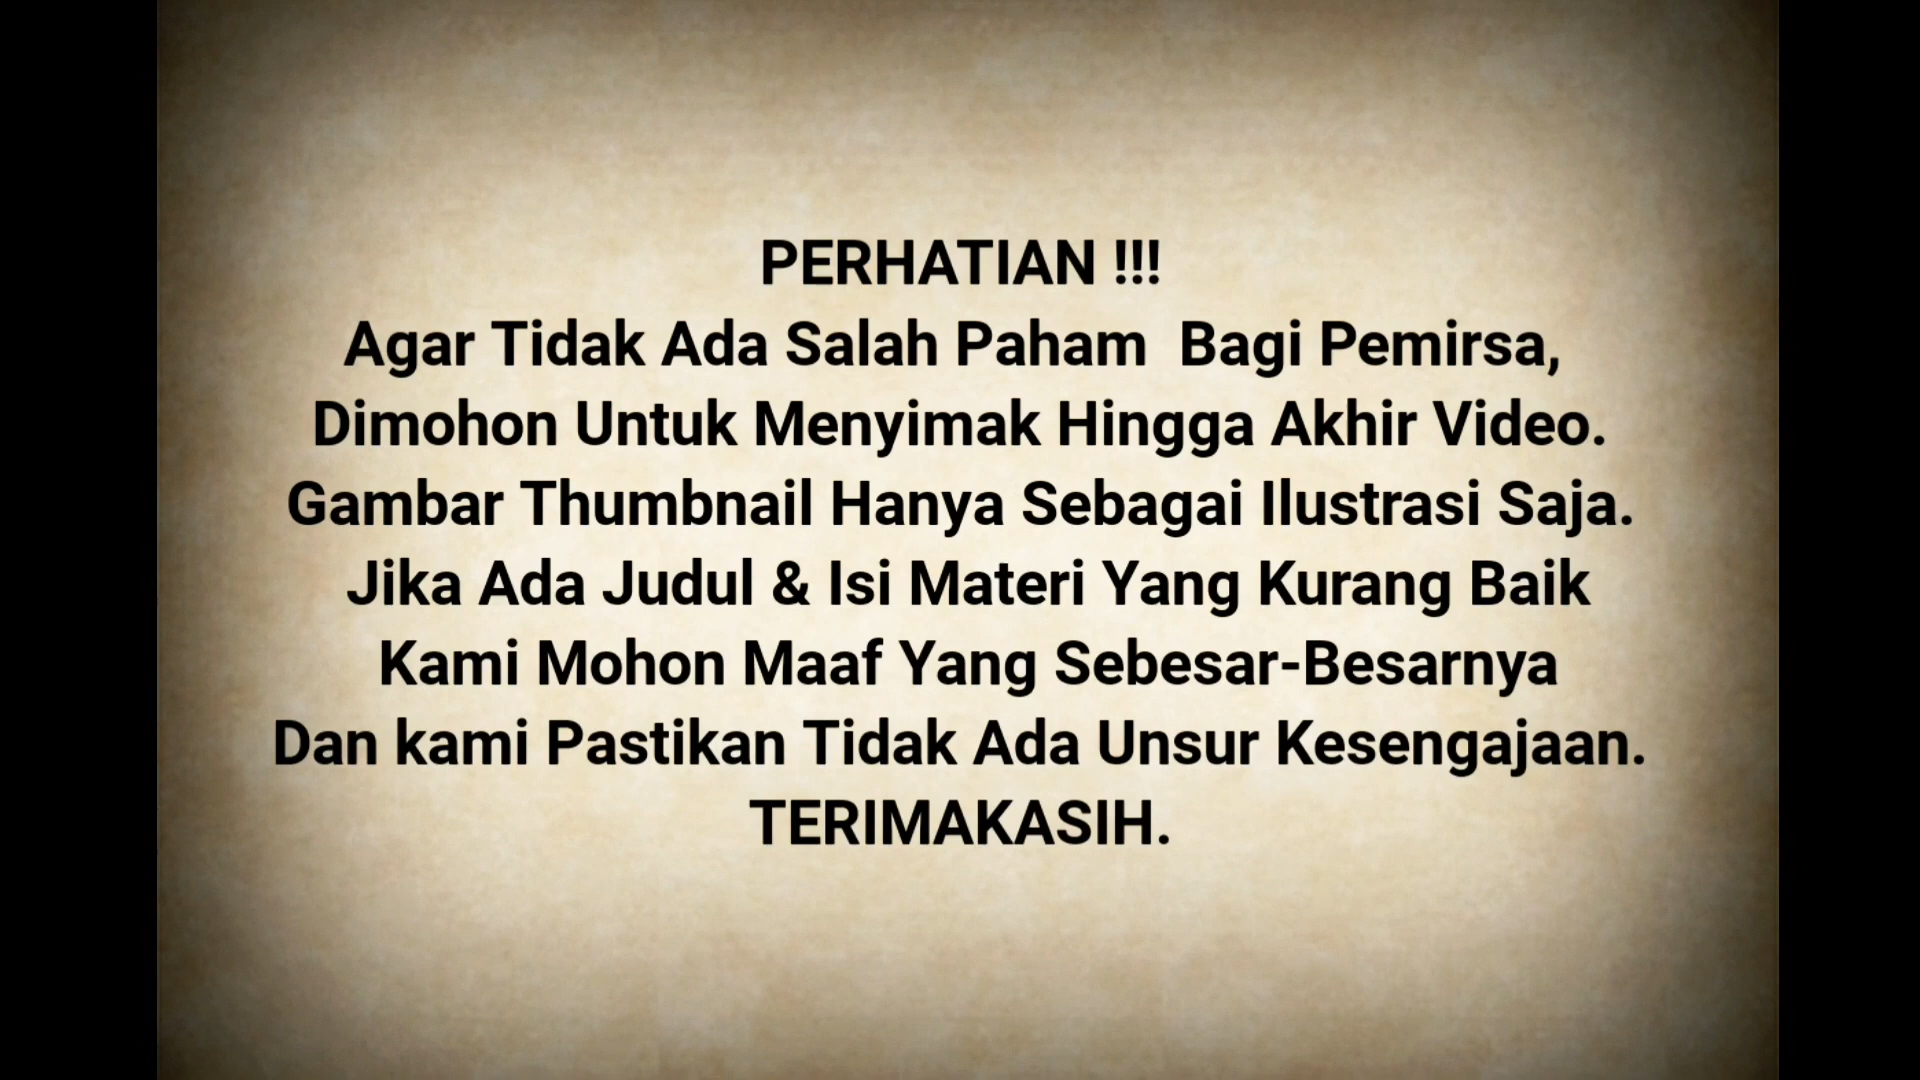 PERHATIAN !!!
Agar Tidak Ada Salah Paham  Bagi Pemirsa,
Dimohon Untuk Menyimak Hingga Akhir Video.
Gambar Thumbnail Hanya Sebagai Ilustrasi Saja.
Jika Ada Judul & Isi Materi Yang Kurang Baik
Kami Mohon Maaf Yang Sebesar-Besarnya
Dan kami Pastikan Tidak Ada Unsur Kesengajaan.
TERIMAKASIH.